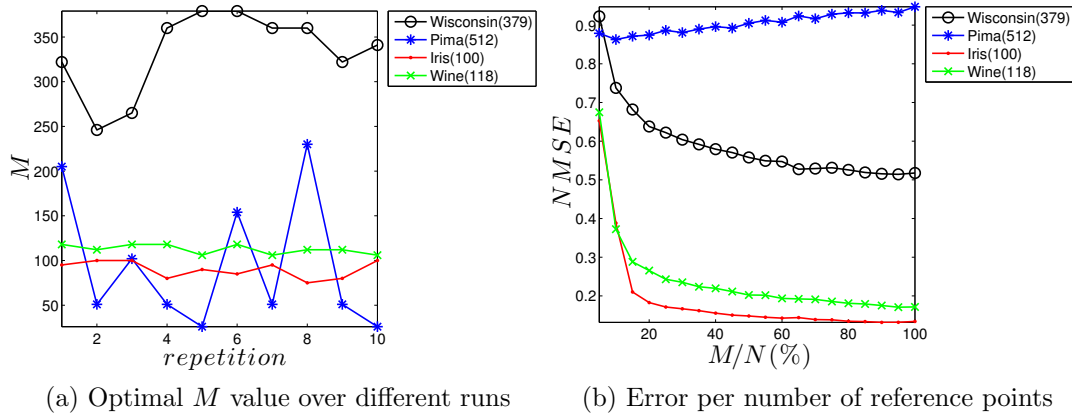 350
300
250
200
150
100
50
M
2
4
6
8
10
repetition
Wisconsin(379)
Pima(512)
Iris(100)
Wine(118)
(a) Optimal M value over different runs
0.9
0.8
0.7
0.6
0.5
0.4
0.3
0.2
NMSE
20
40
60
80
100
M/N(%)
Wisconsin(379)
Pima(512)
Iris(100)
Wine(118)
(b) Error per number of reference points